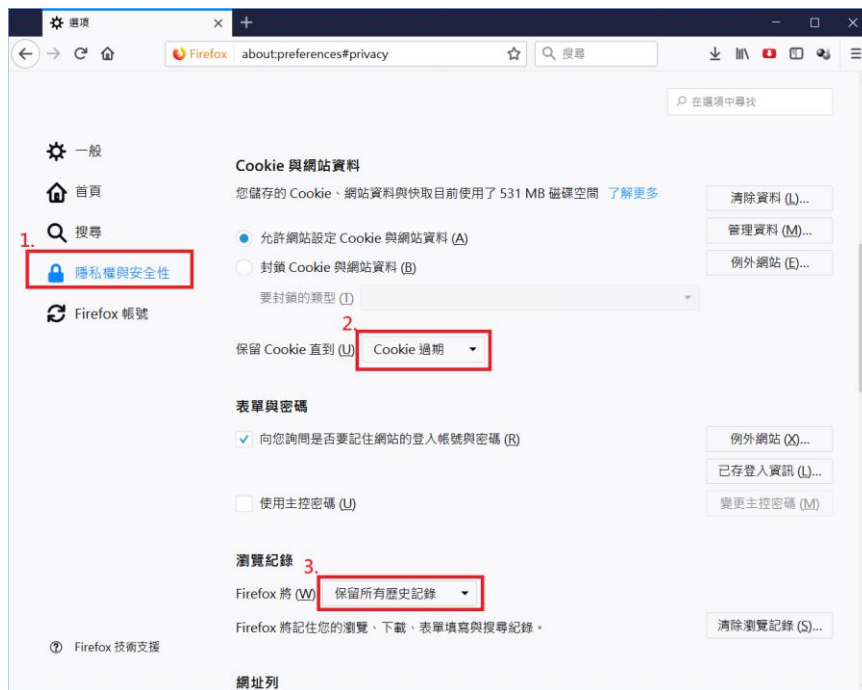 選項
Firefox about:preferences#privacy 搜尋
在選項中尋找
一般
首頁
搜尋
1.
隱私權與安全性
Firefox 帳號
Cookie 與網站資料
您儲存的 Cookie、網站資料與快取目前使用了 531 MB 磁碟空間 了解更多
清除資料 (L)...
允許網站設定 Cookie 與網站資料 (A)
管理資料 (M)...
封鎖 Cookie 與網站資料 (B)
例外網站 (E)...
要封鎖的類型 (T)
2.
保留 Cookie 直到 (U) Cookie 過期
表單與密碼
向您詢問是否要記住網站的登入帳號與密碼 (R)
例外網站 (X)...
已存登入資訊 (L)...
使用主控密碼 (U)
變更主控密碼 (M)
瀏覽紀錄
3.
Firefox 將 (W) 保留所有歷史記錄
Firefox 將記住您的瀏覽、下載、表單填寫與搜尋紀錄。
清除瀏覽記錄 (S)...
Firefox 技術支援
網址列